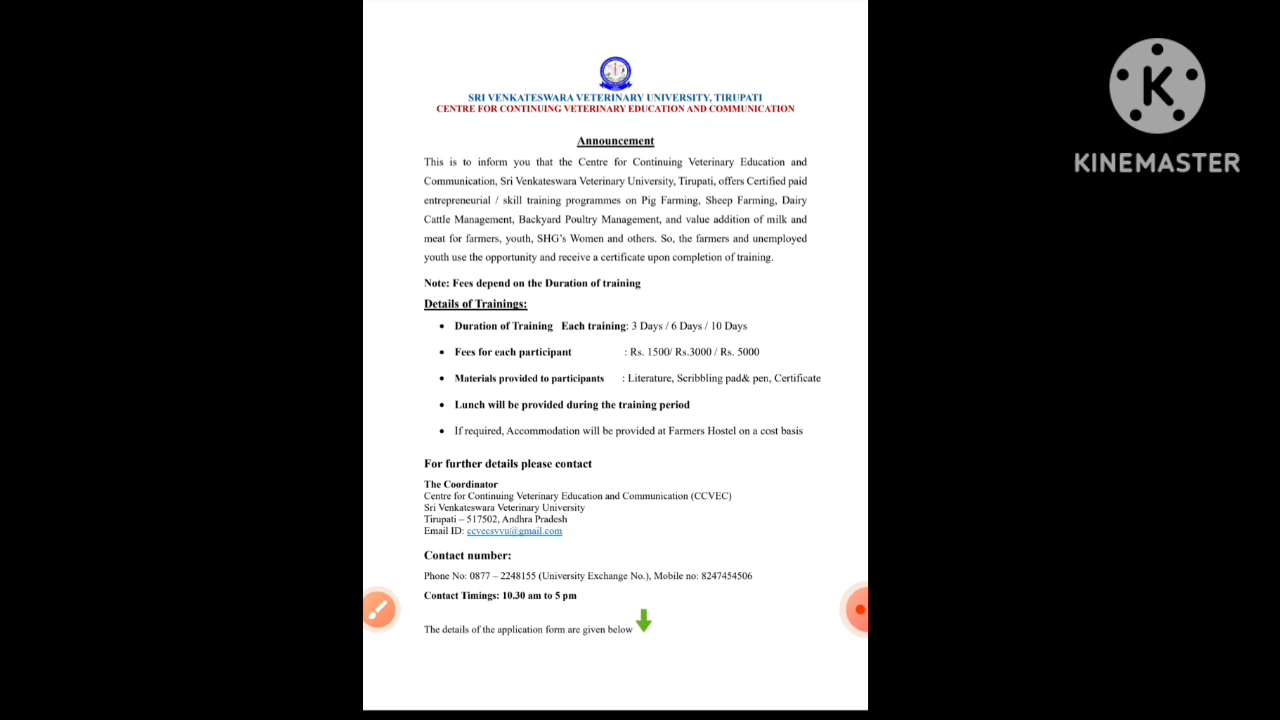 SRI VENKATESWARA VETERINARY UNIVERSITY, TIRUPATI
CENTRE FOR CONTINUING VETERINARY EDUCATION AND COMMUNICATION
Announcement
This is to inform you that the Centre for Continuing Veterinary Education and
Communication, Sri Venkateswara Veterinary University, Tirupati, offers Certified paid
entrepreneurial / skill training programmes on Pig Farming, Sheep Farming, Dairy
Cattle Management, Backyard Poultry Management, and value addition of milk and
meat for farmers, youth, SHG's Women and others. So, the farmers and unemployed
youth use the opportunity and receive a certificate upon completion of training.
Note: Fees depend on the Duration of training
Details of Trainings:
• Duration of Training Each training: 3 Days / 6 Days / 10 Days
• Fees for each participant : Rs. 1500/ Rs.3000 / Rs. 5000
• Materials provided to participants : Literature, Scribbling pad& pen, Certificate
• Lunch will be provided during the training period
• If required, Accommodation will be provided at Farmers Hostel on a cost basis
For further details please contact
The Coordinator
Centre for Continuing Veterinary Education and Communication (CCVEC)
Sri Venkateswara Veterinary University
Tirupati – 517502, Andhra Pradesh
Email ID: ccvecsvvu@gmail.com
Contact number:
Phone No: 0877 – 2248155 (University Exchange No.), Mobile no: 8247454506
Contact Timings: 10.30 am to 5 pm
The details of the application form are given below
K
KINEMASTER